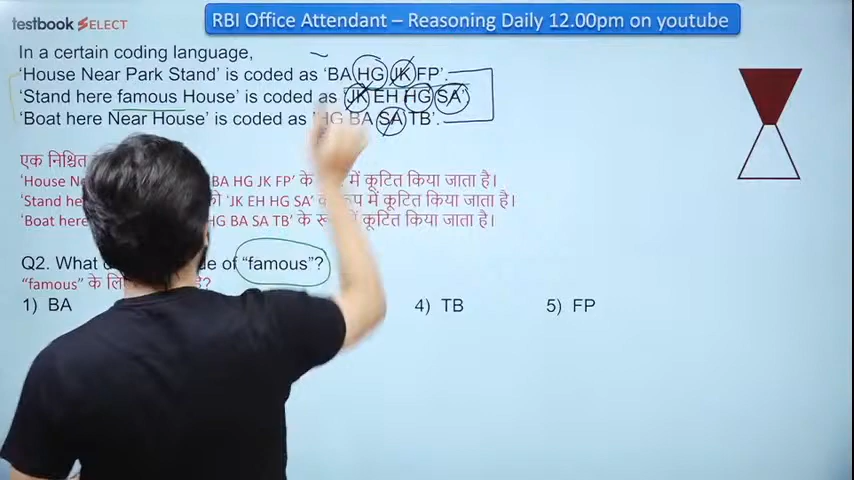 testbook SELECT
RBI Office Attendant – Reasoning Daily 12.00pm on youtube
In a certain coding language,
‘House Near Park Stand’ is coded as ‘BA HG JK FP’.
‘Stand here famous House’ is coded as ‘JK EH HG SA’.
‘Boat here Near House’ is coded as ‘HG BA SA TB’.
एक निश्चित
‘House N BA HG JK FP’ के में कूटित किया जाता है।
‘Stand he ‘JK EH HG SA’ के रूप में कूटित किया जाता है।
‘Boat here HG BA SA TB’ के रूप में कूटित किया जाता है।
Q2. What of “famous”?
“famous” के है?
1) BA 4) TB 5) FP